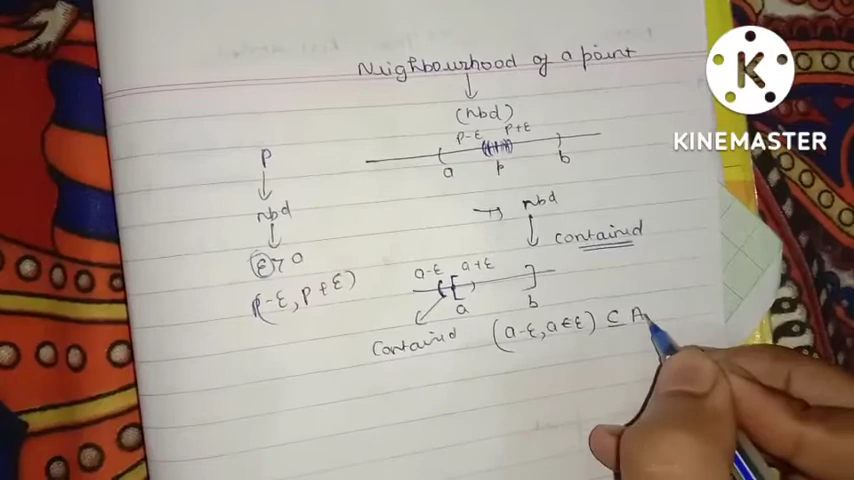 Neighbourhood of a point
(nbd)
p-ε p+ε
a p b
p
nbd
ε>0
(p-ε, p+ε)
nbd
contained
a-ε a+ε
a b
contained
(a-ε, a+ε) ⊆ A
KINEMASTER